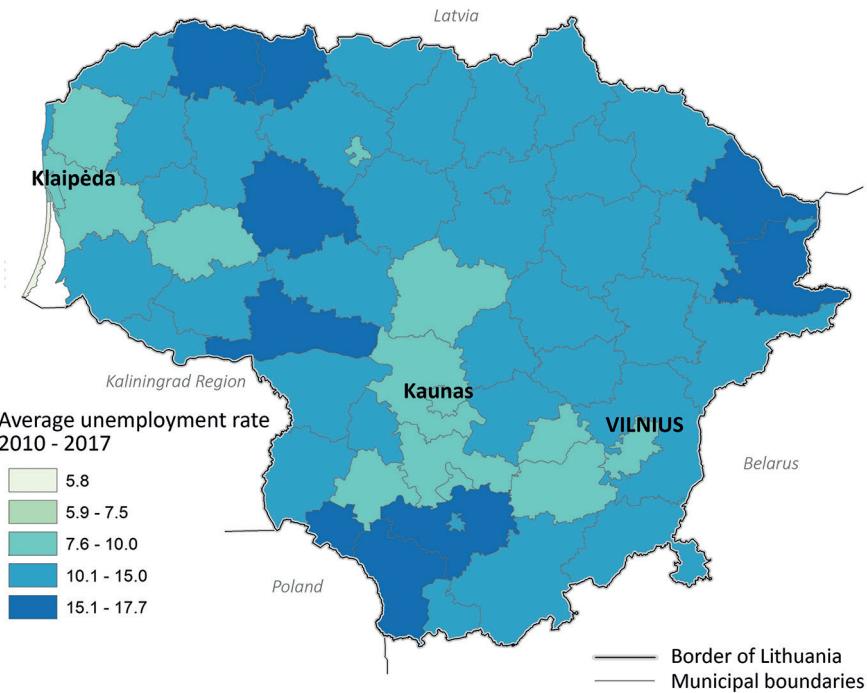 Latvia
Klaipėda
Kaliningrad Region
Kaunas
VILNIUS
Average unemployment rate
2010 - 2017
5.8
5.9 - 7.5
7.6 - 10.0
10.1 - 15.0
15.1 - 17.7
Belarus
Poland
Border of Lithuania
Municipal boundaries